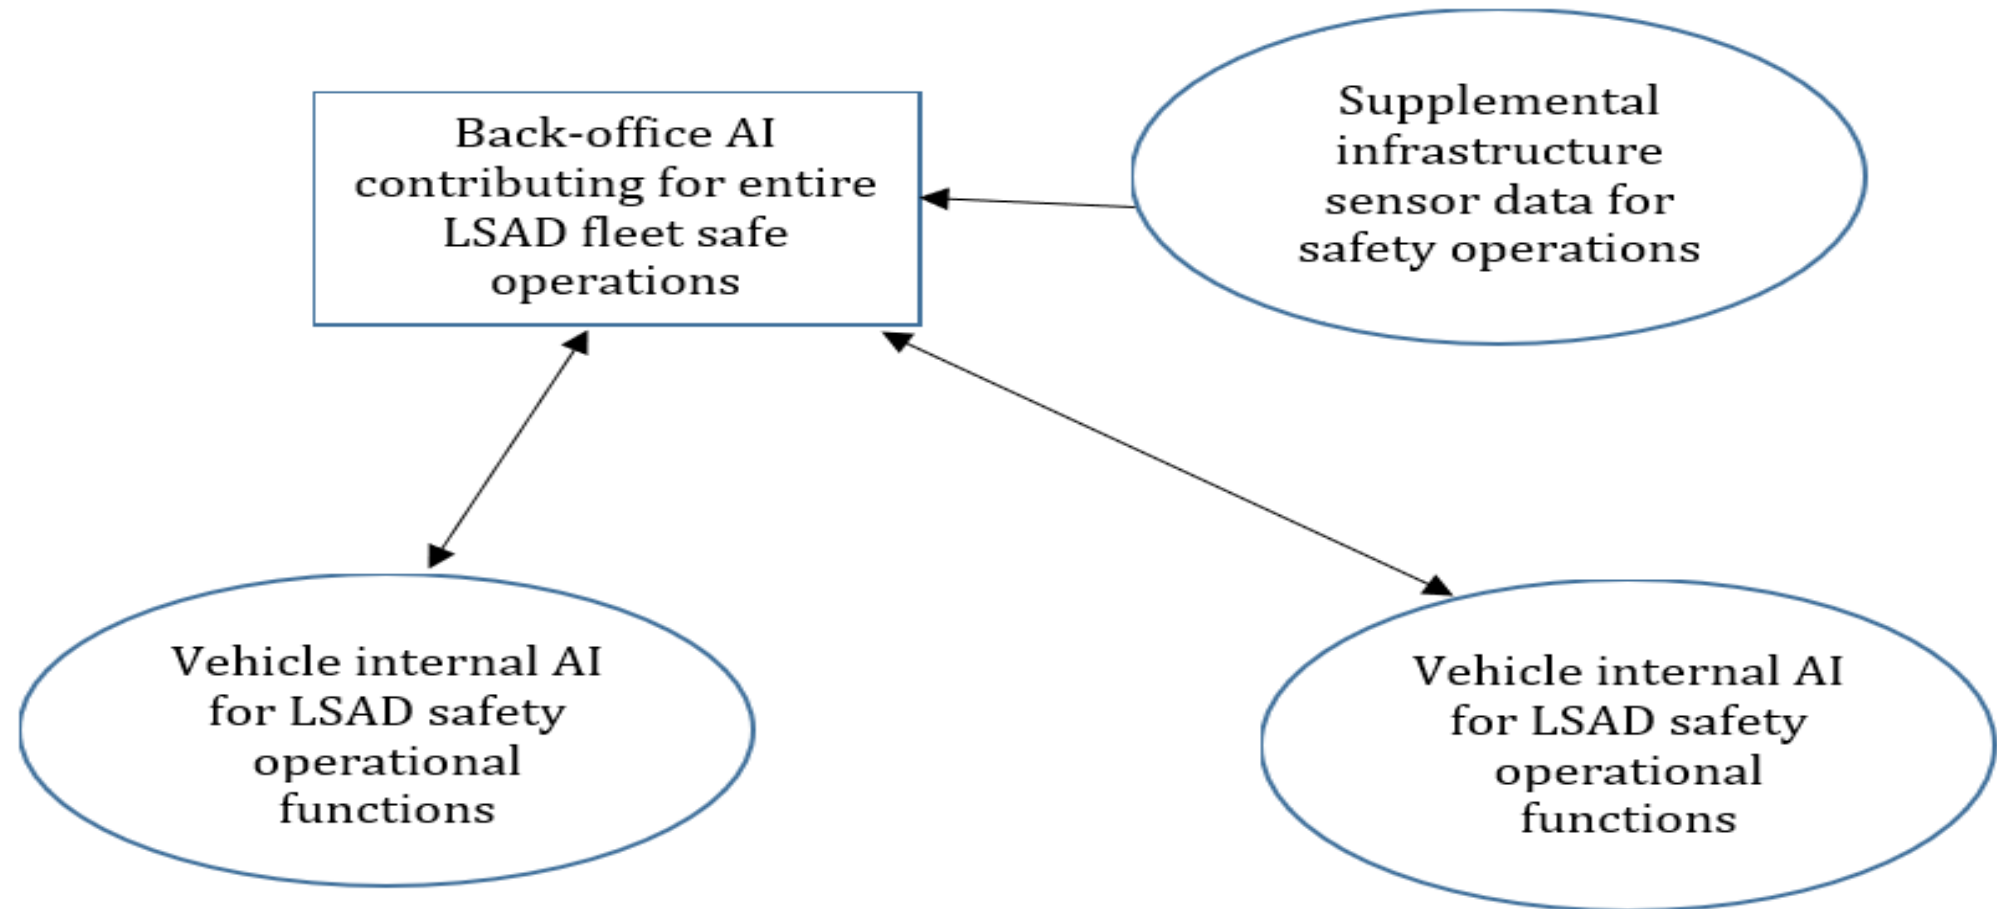 Back-office AI
contributing for entire
LSAD fleet safe
operations
Supplemental
infrastructure
sensor data for
safety operations
Vehicle internal AI
for LSAD safety
operational
functions
Vehicle internal AI
for LSAD safety
operational
functions